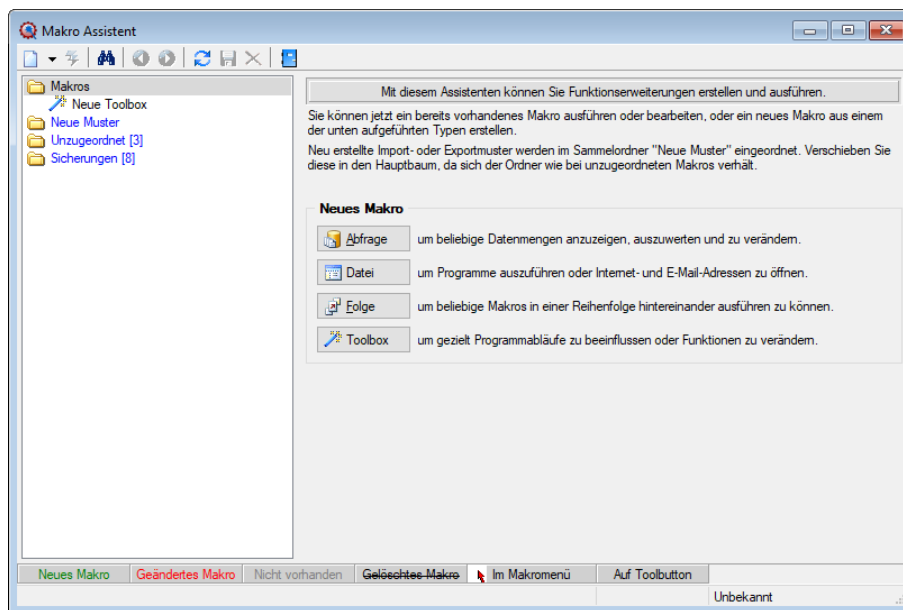 Makro Assistent
Makros
Neue Toolbox
Neue Muster
Unzugeordnet [3]
Sicherungen [8]
Mit diesem Assistenten können Sie Funktionserweiterungen erstellen und ausführen.
Sie können jetzt ein bereits vorhandenes Makro ausführen oder bearbeiten, oder ein neues Makro aus einem
der unten aufgeführten Typen erstellen.
Neu erstellte Import- oder Exportmuster werden im Sammelordner "Neue Muster" eingeordnet. Verschieben Sie
diese in den Hauptbaum, da sich der Ordner wie bei unzugeordneten Makros verhält.
Neues Makro
Abfrage um beliebige Datenmengen anzuzeigen, auszuwerten und zu verändern.
Datei um Programme auszuführen oder Internet- und E-Mail-Adressen zu öffnen.
Folge um beliebige Makros in einer Reihenfolge hintereinander ausführen zu können.
Toolbox um gezielt Programmabläufe zu beeinflussen oder Funktionen zu verändern.
Neues Makro Geändertes Makro Nicht vorhanden Gelöschtes Makro Im Makromenü Auf Toolbutton
Unbekannt